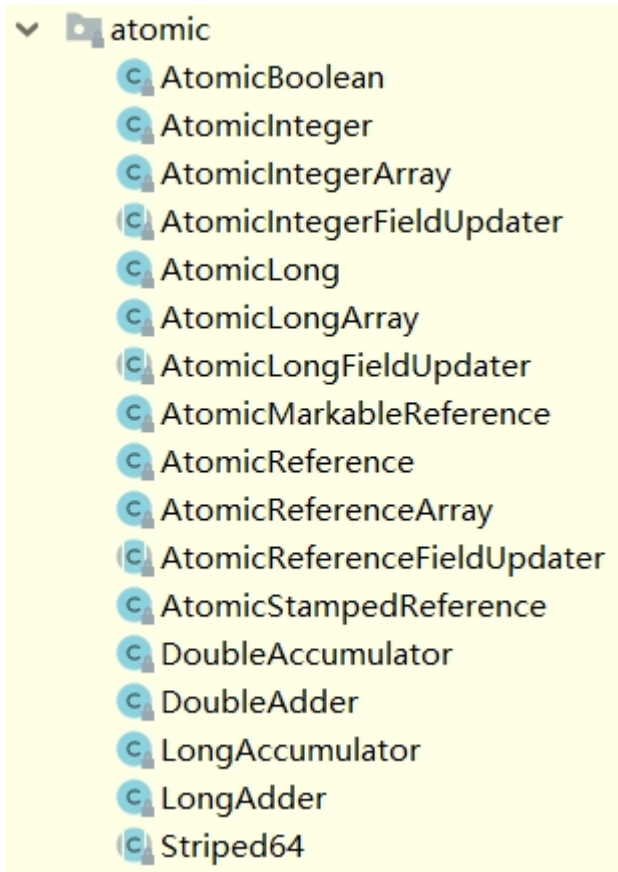 atomic
AtomicBoolean
AtomicInteger
AtomicIntegerArray
AtomicIntegerFieldUpdater
AtomicLong
AtomicLongArray
AtomicLongFieldUpdater
AtomicMarkableReference
AtomicReference
AtomicReferenceArray
AtomicReferenceFieldUpdater
AtomicStampedReference
DoubleAccumulator
DoubleAdder
LongAccumulator
LongAdder
Striped64